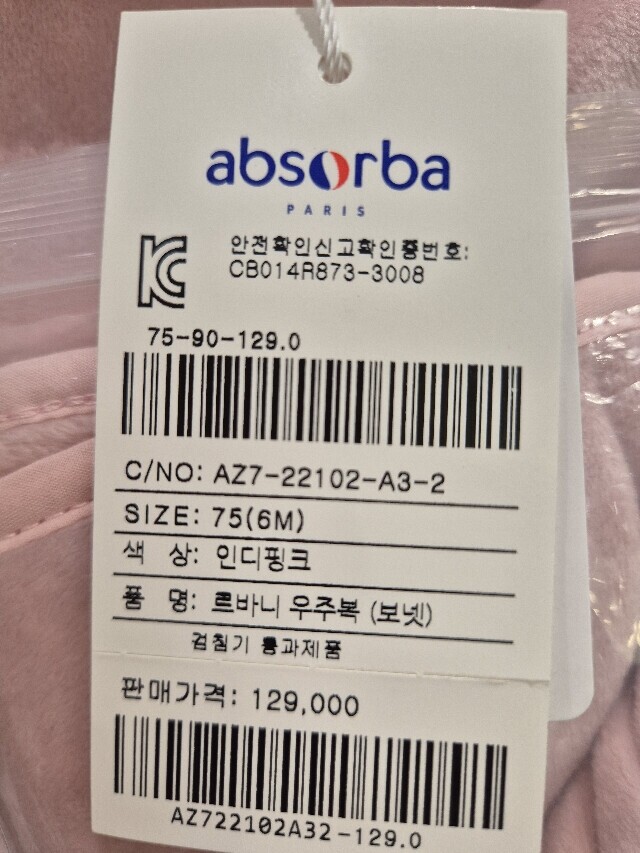 absorba
PARIS
안전확인신고확인증번호:
CB014R873-3008
75-90-129.0
C/NO: AZ7-22102-A3-2
SIZE: 75(6M)
색 상: 인디핑크
품 명: 르바니 우주복 (보넷)
검침기 통과제품
판매가격: 129,000
AZ722102A32-129.0